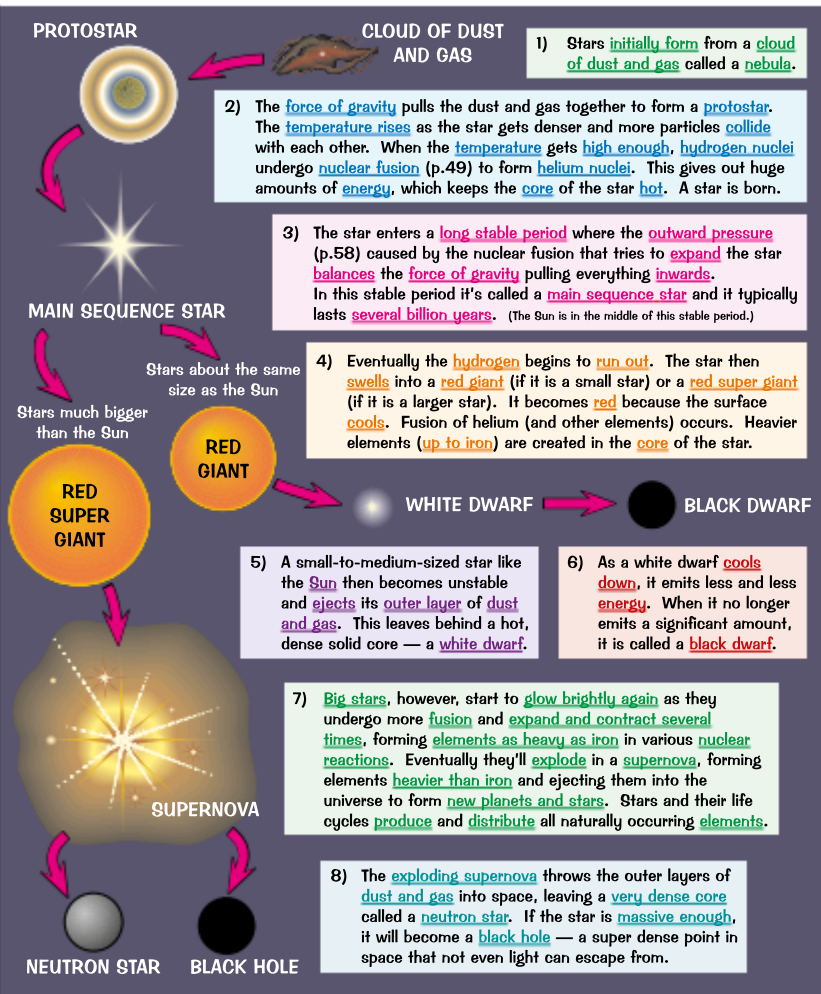 PROTOSTAR
CLOUD OF DUST
AND GAS
1) Stars initially form from a cloud
of dust and gas called a nebula.
2) The force of gravity pulls the dust and gas together to form a protostar.
The temperature rises as the star gets denser and more particles collide
with each other. When the temperature gets high enough, hydrogen nuclei
undergo nuclear fusion (p.49) to form helium nuclei. This gives out huge
amounts of energy, which keeps the core of the star hot. A star is born.
3) The star enters a long stable period where the outward pressure
(p.58) caused by the nuclear fusion that tries to expand the star
balances the force of gravity pulling everything inwards.
In this stable period it's called a main sequence star and it typically
lasts several billion years. (The Sun is in the middle of this stable period.)
MAIN SEQUENCE STAR
Stars about the same
size as the Sun
Stars much bigger
than the Sun
4) Eventually the hydrogen begins to run out. The star then
swells into a red giant (if it is a small star) or a red super giant
(if it is a larger star). It becomes red because the surface
cools. Fusion of helium (and other elements) occurs. Heavier
elements (up to iron) are created in the core of the star.
RED
GIANT
RED
SUPER
GIANT
WHITE DWARF
BLACK DWARF
5) A small-to-medium-sized star like
the Sun then becomes unstable
and ejects its outer layer of dust
and gas. This leaves behind a hot,
dense solid core — a white dwarf.
6) As a white dwarf cools
down, it emits less and less
energy. When it no longer
emits a significant amount,
it is called a black dwarf.
7) Big stars, however, start to glow brightly again as they
undergo more fusion and expand and contract several
times, forming elements as heavy as iron in various nuclear
reactions. Eventually they'll explode in a supernova, forming
elements heavier than iron and ejecting them into the
universe to form new planets and stars. Stars and their life
cycles produce and distribute all naturally occurring elements.
SUPERNOVA
8) The exploding supernova throws the outer layers of
dust and gas into space, leaving a very dense core
called a neutron star. If the star is massive enough,
it will become a black hole — a super dense point in
space that not even light can escape from.
NEUTRON STAR
BLACK HOLE